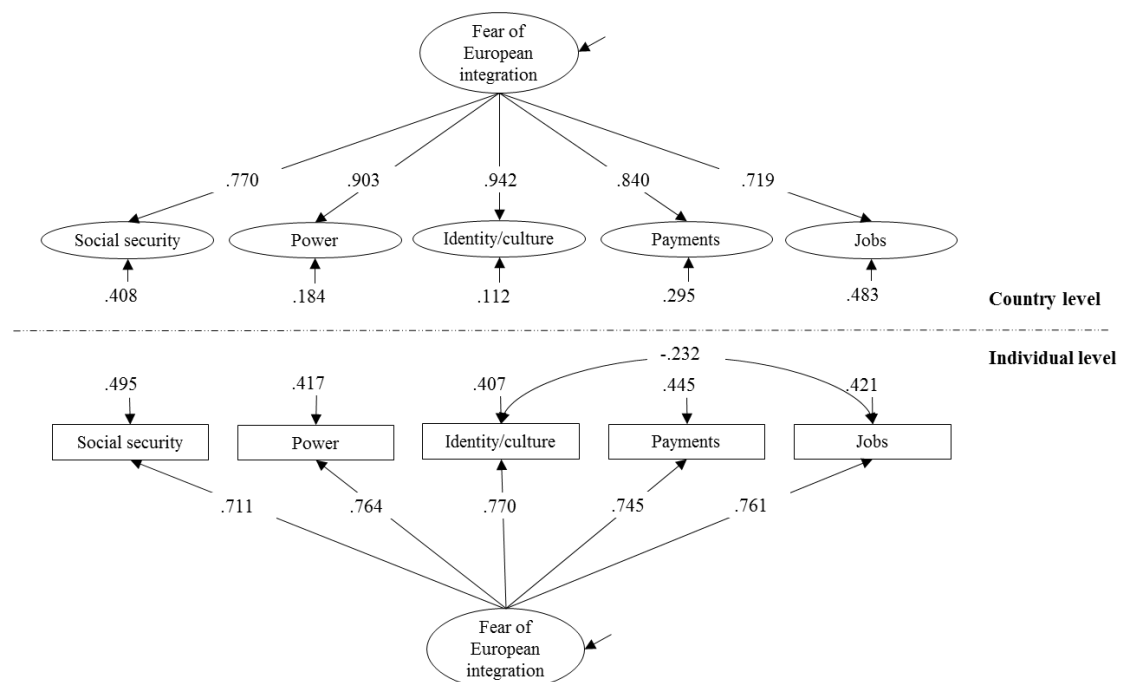 Fear of
European
integration
.770
.903
.942
.840
.719
Social security
Power
Identity/culture
Payments
Jobs
.408
.184
.112
.295
.483
Country level
Individual level
-.232
.495
.417
.407
.445
.421
Social security
Power
Identity/culture
Payments
Jobs
.711
.764
.770
.745
.761
Fear of
European
integration